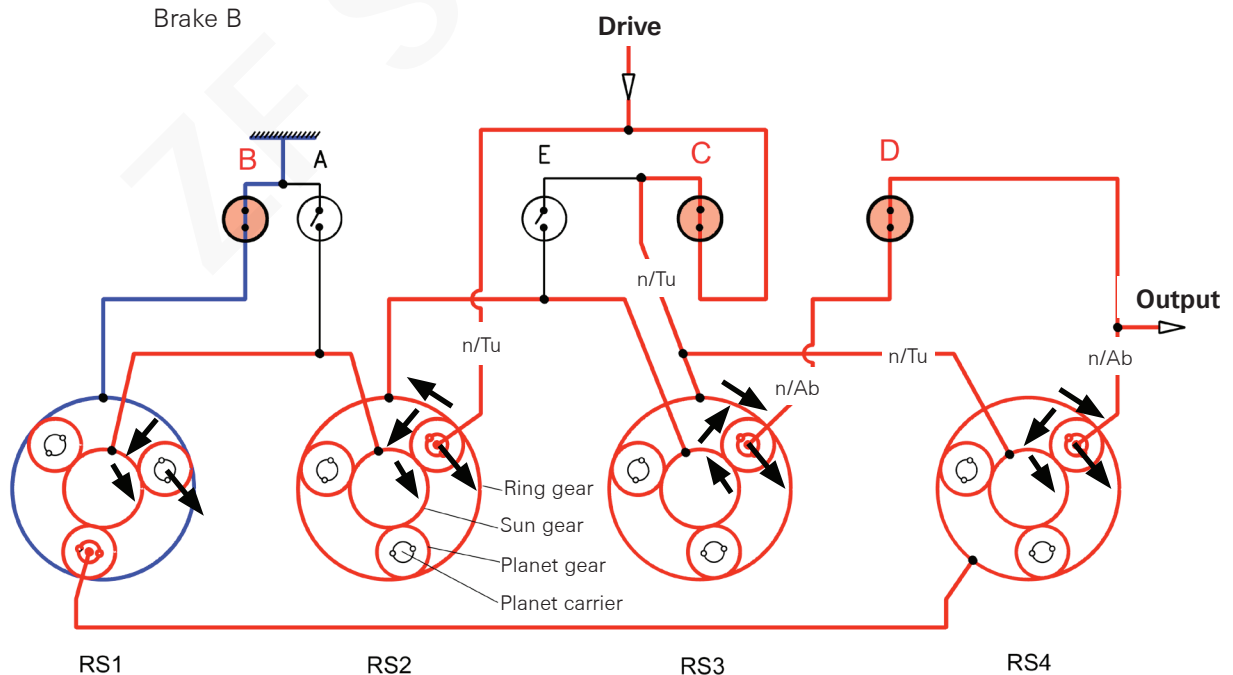 Brake B
Drive
B
A
E
C
D
n/Tu
Output
n/Tu
n/Tu
n/Ab
n/Ab
Ring gear
Sun gear
Planet gear
Planet carrier
RS1
RS2
RS3
RS4